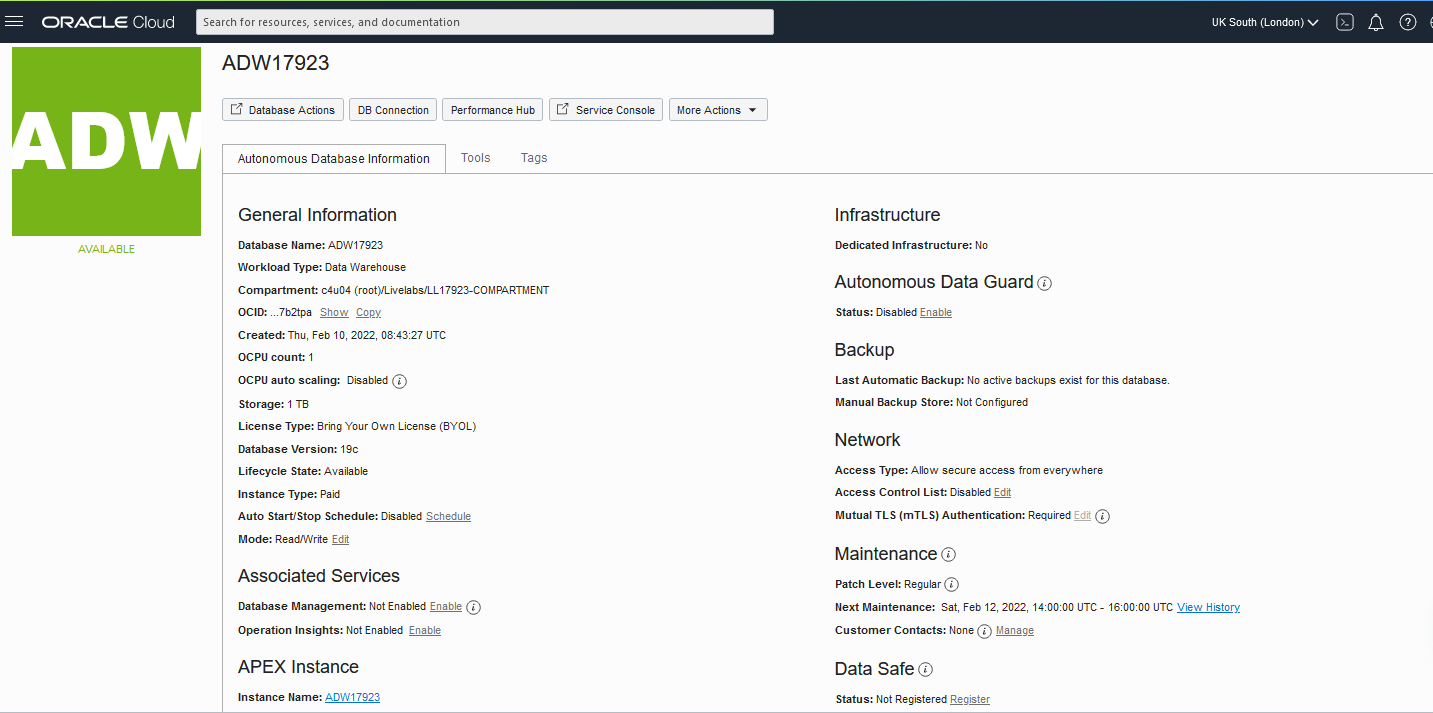 ORACLE Cloud
Search for resources, services, and documentation
UK South (London)
ADW
AVAILABLE
ADW17923
Database Actions
DB Connection
Performance Hub
Service Console
More Actions
Autonomous Database Information
Tools
Tags
General Information
Database Name: ADW17923
Workload Type: Data Warehouse
Compartment: c4u04 (root)/Livelabs/LL17923-COMPARTMENT
OCID: ...7b2tpa Show Copy
Created: Thu, Feb 10, 2022, 08:43:27 UTC
OCPU count: 1
OCPU auto scaling: Disabled
Storage: 1 TB
License Type: Bring Your Own License (BYOL)
Database Version: 19c
Lifecycle State: Available
Instance Type: Paid
Auto Start/Stop Schedule: Disabled Schedule
Mode: Read/Write Edit
Associated Services
Database Management: Not Enabled Enable
Operation Insights: Not Enabled Enable
APEX Instance
Instance Name: ADW17923
Infrastructure
Dedicated Infrastructure: No
Autonomous Data Guard
Status: Disabled Enable
Backup
Last Automatic Backup: No active backups exist for this database.
Manual Backup Store: Not Configured
Network
Access Type: Allow secure access from everywhere
Access Control List: Disabled Edit
Mutual TLS (mTLS) Authentication: Required Edit
Maintenance
Patch Level: Regular
Next Maintenance: Sat, Feb 12, 2022, 14:00:00 UTC - 16:00:00 UTC View History
Customer Contacts: None Manage
Data Safe
Status: Not Registered Register